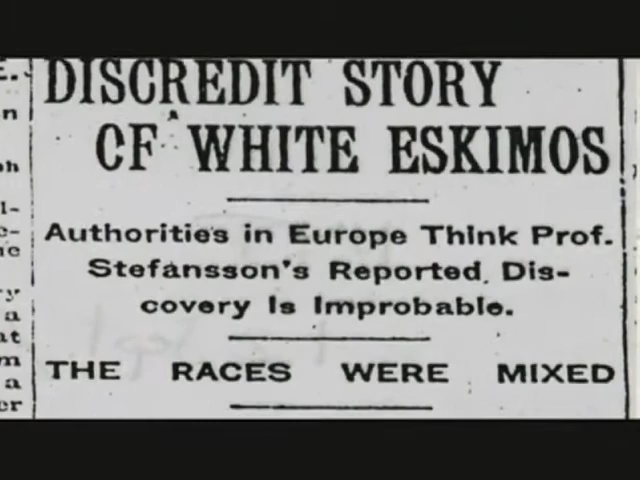 DISCREDIT STORY
OF WHITE ESKIMOS
Authorities in Europe Think Prof.
Stefansson's Reported Dis-
covery Is Improbable.
THE RACES WERE MIXED